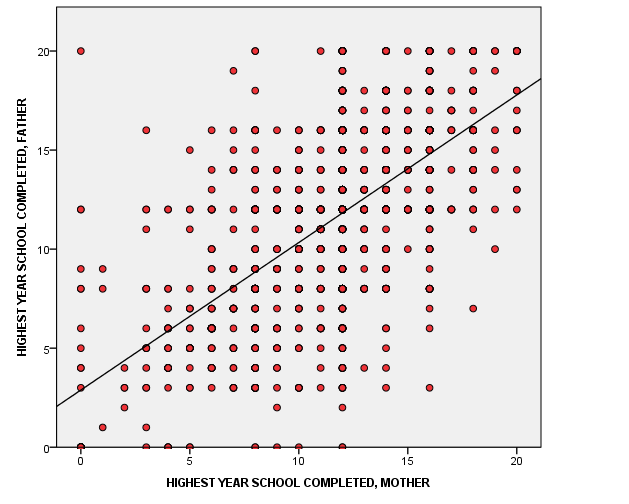 HIGHEST YEAR SCHOOL COMPLETED, FATHER
20
15
10
5
0
0 5 10 15 20
HIGHEST YEAR SCHOOL COMPLETED, MOTHER